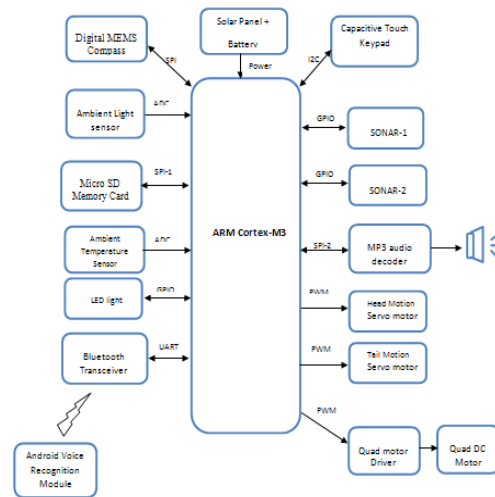 Solar Panel +
Battery
Power
Digital MEMS
Compass
SPI
Capacitive Touch
Keypad
I2C
Ambient Light
sensor
ADC
GPIO
SONAR-1
Micro SD
Memory Card
SPI-1
GPIO
SONAR-2
ARM Cortex-M3
Ambient
Temperature
Sensor
ADC
SPI-2
MP3 audio
decoder
LED light
GPIO
PWM
Head Motion
Servo motor
Bluetooth
Transceiver
UART
PWM
Tail Motion
Servo motor
PWM
Android Voice
Recognition
Module
Quad motor
Driver
Quad DC
Motor